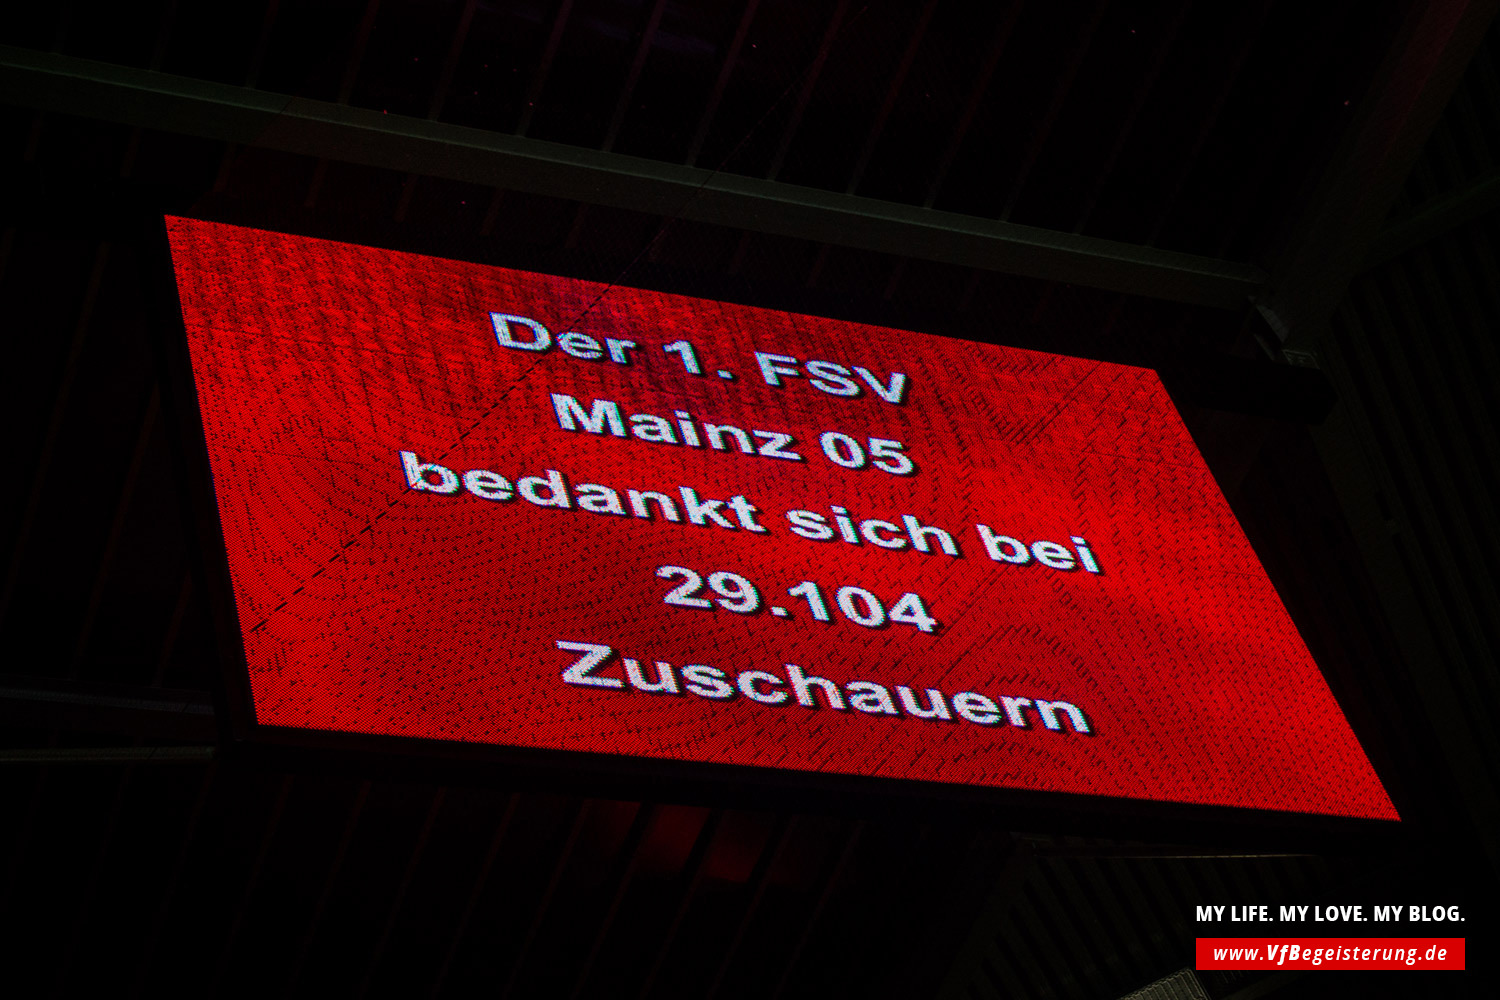 Der 1. FSV
Mainz 05
bedankt sich bei
29.104
Zuschauern
MY LIFE. MY LOVE. MY BLOG.
www.VfBegeisterung.de